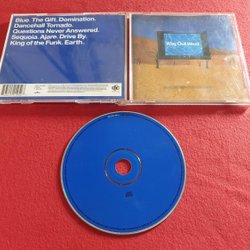 Blue. The Gift. Domination.
Dancehall Tornado.
Questions Never Answered.
Sequoia. Ajare. Drive By.
King of the Funk. Earth.
Way Out West